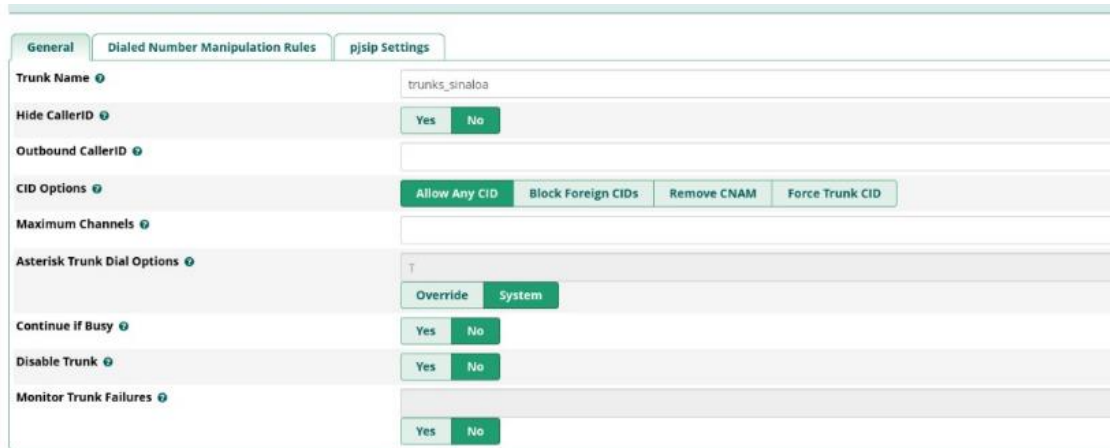 General Dialed Number Manipulation Rules pjsip Settings
Trunk Name
trunks_sinaloa
Hide CallerID
Yes No
Outbound CallerID
CID Options
Allow Any CID Block Foreign CIDs Remove CNAM Force Trunk CID
Maximum Channels
Asterisk Trunk Dial Options
T
Override System
Continue if Busy
Yes No
Disable Trunk
Yes No
Monitor Trunk Failures
Yes No